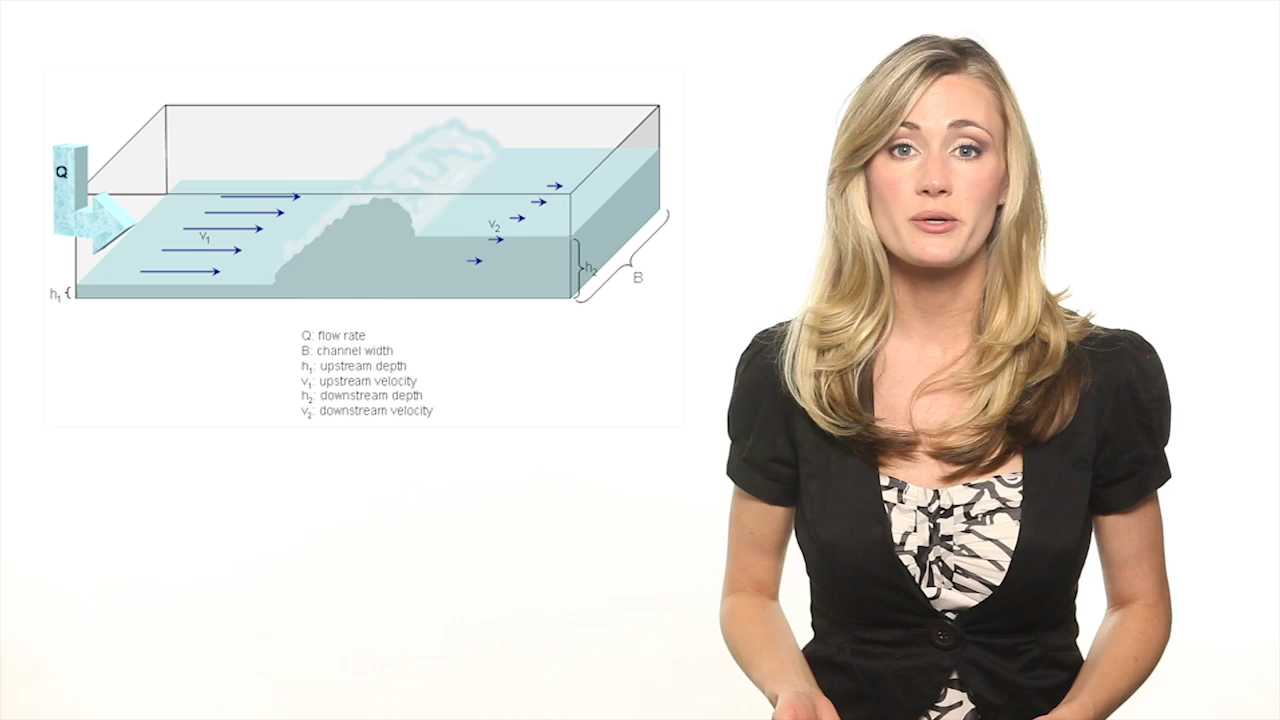 Q
v1
v2
h1
h2
B
Q: flow rate
B: channel width
h1: upstream depth
v1: upstream velocity
h2: downstream depth
v2: downstream velocity